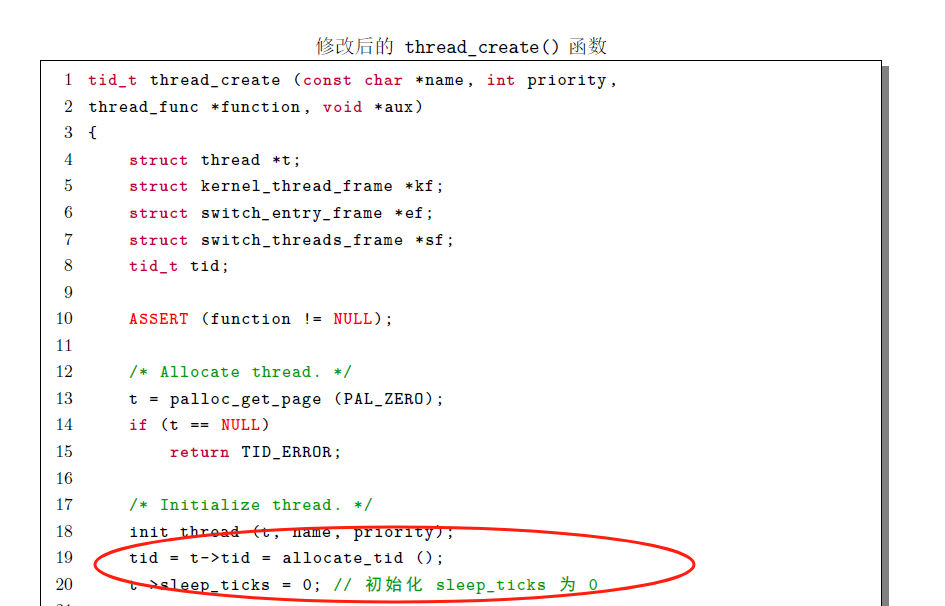 修改后的 thread_create() 函数
1 tid_t thread_create (const char *name, int priority,
2 thread_func *function, void *aux)
3 {
4 struct thread *t;
5 struct kernel_thread_frame *kf;
6 struct switch_entry_frame *ef;
7 struct switch_threads_frame *sf;
8 tid_t tid;
9
10 ASSERT (function != NULL);
11
12 /* Allocate thread. */
13 t = palloc_get_page (PAL_ZERO);
14 if (t == NULL)
15 return TID_ERROR;
16
17 /* Initialize thread. */
18 init_thread (t, name, priority);
19 tid = t->tid = allocate_tid ();
20 t->sleep_ticks = 0; // 初始化 sleep_ticks 为 0